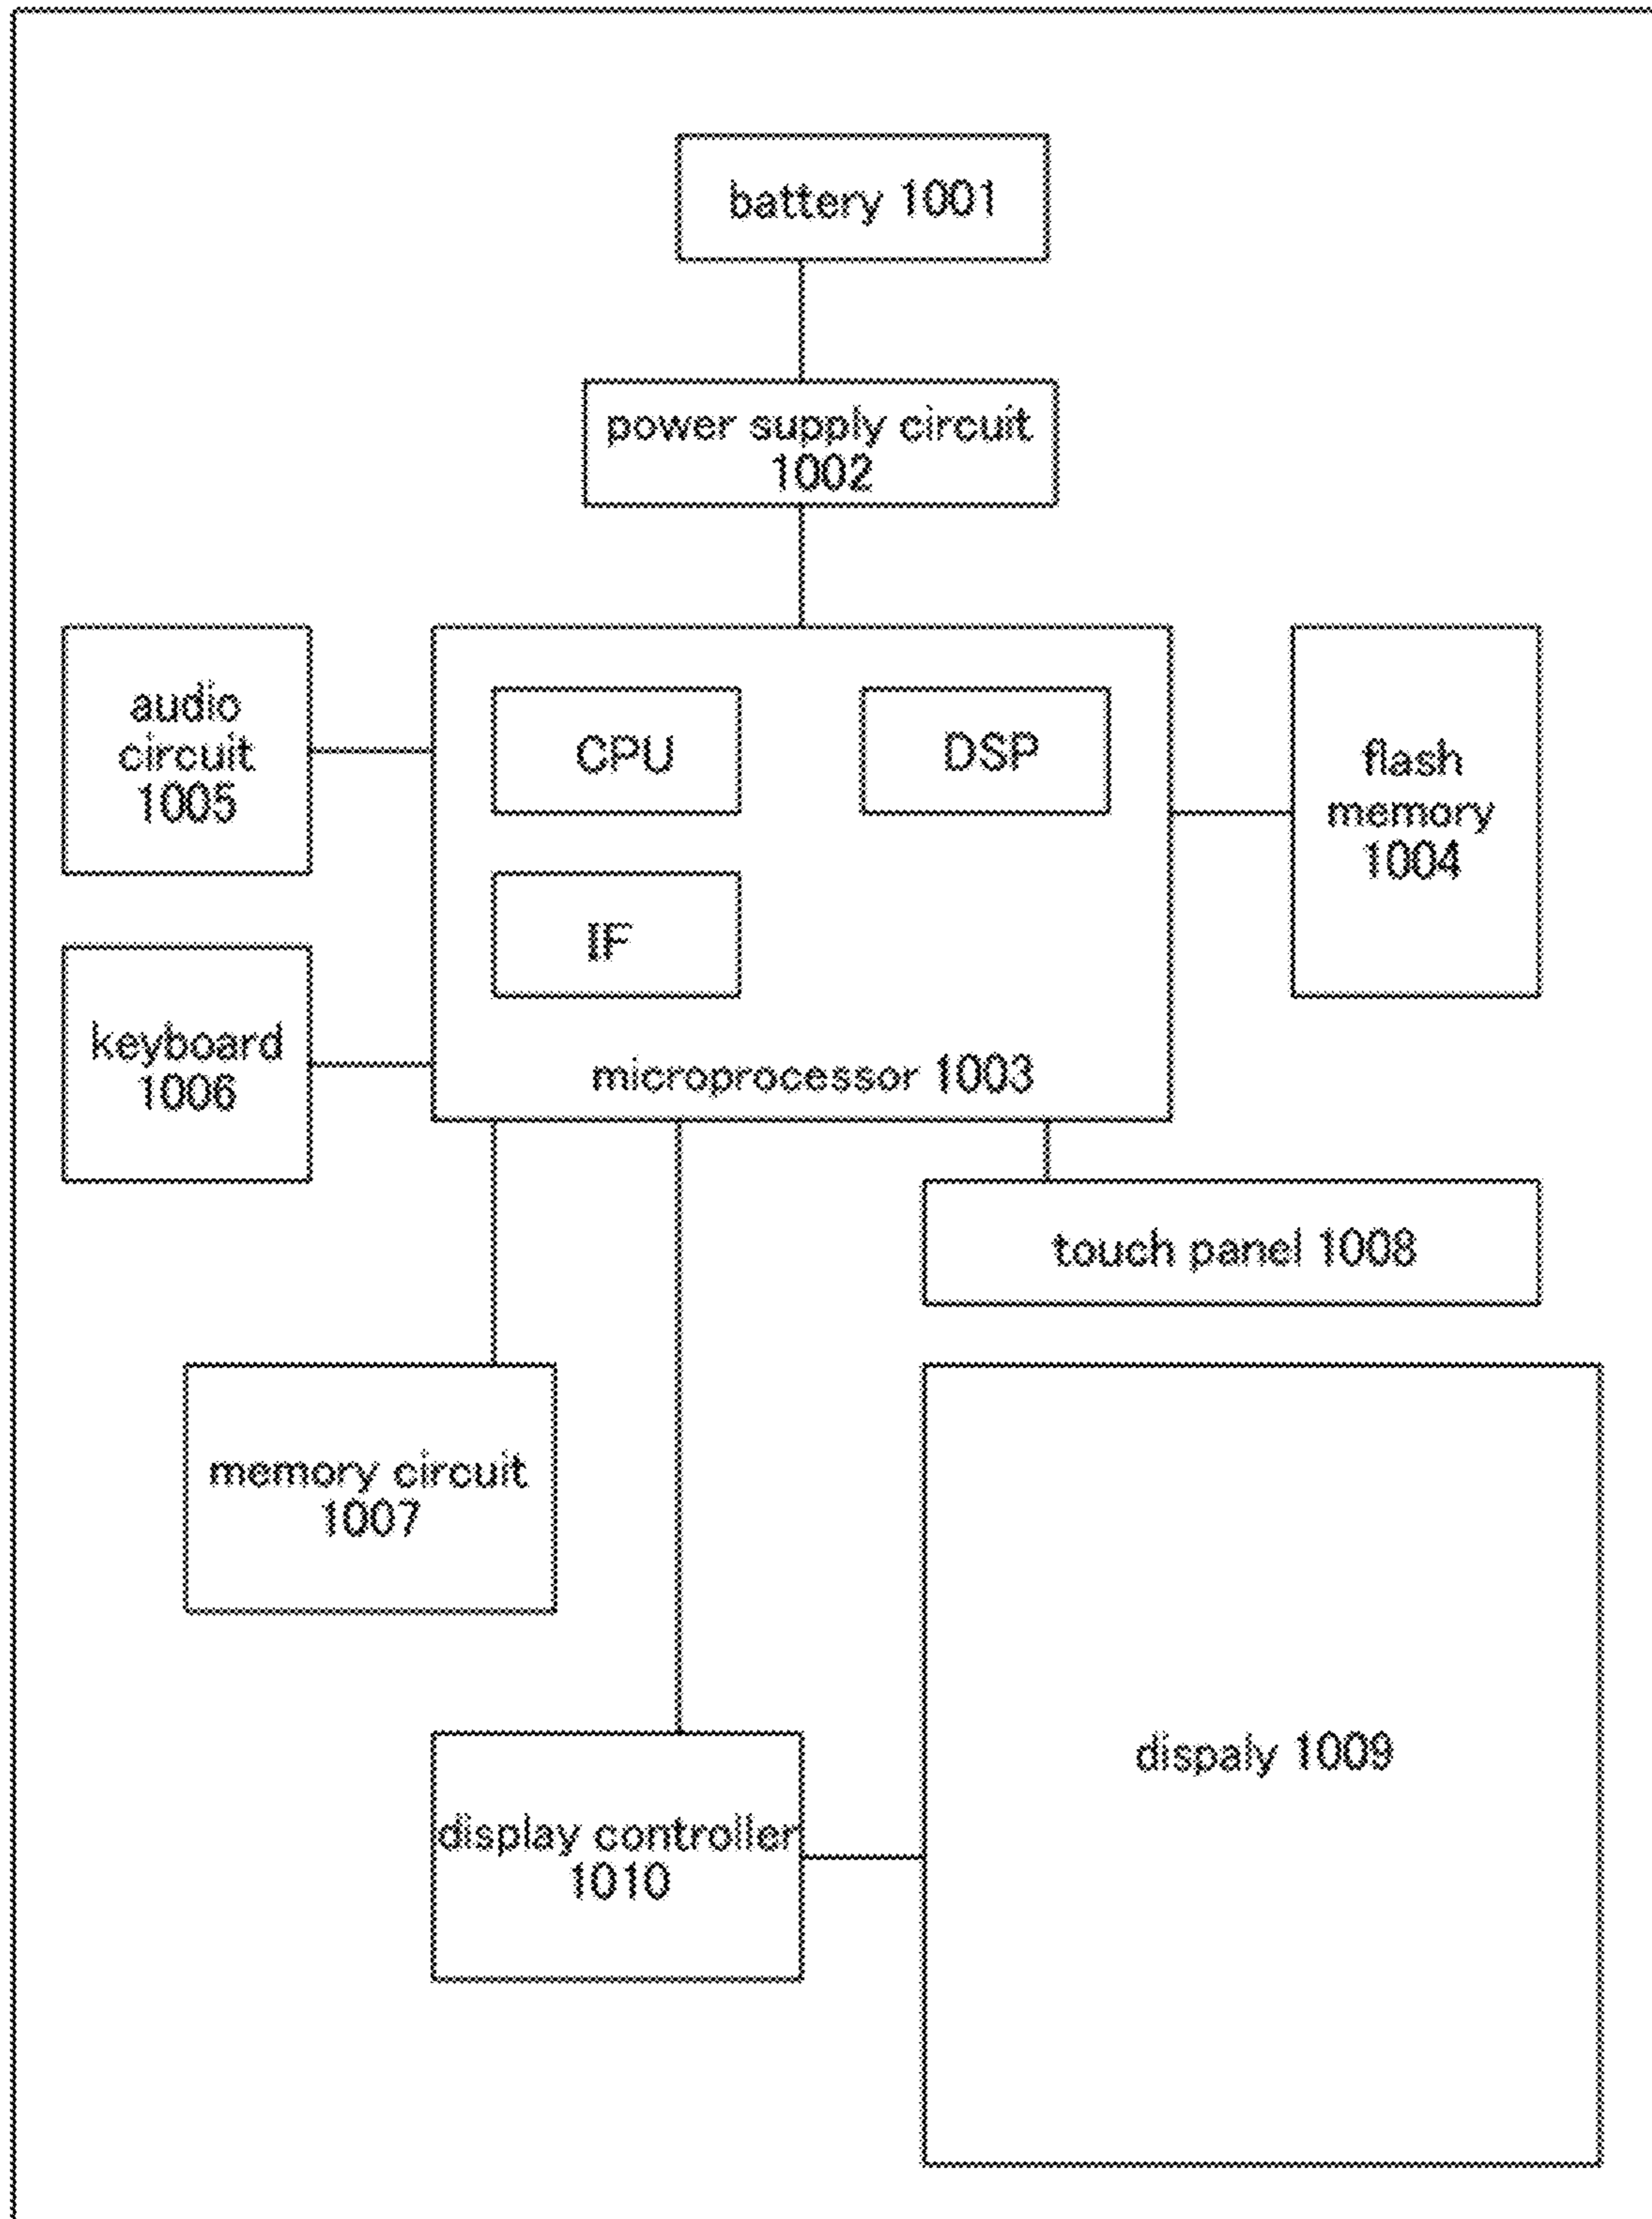 battery 1001
power supply circuit
1002
audio
circuit
1005
CPU
DSP
flash
memory
1004
IF
keyboard
1006
microprocessor 1003
touch panel 1008
memory circuit
1007
dispaly 1009
display controller
1010